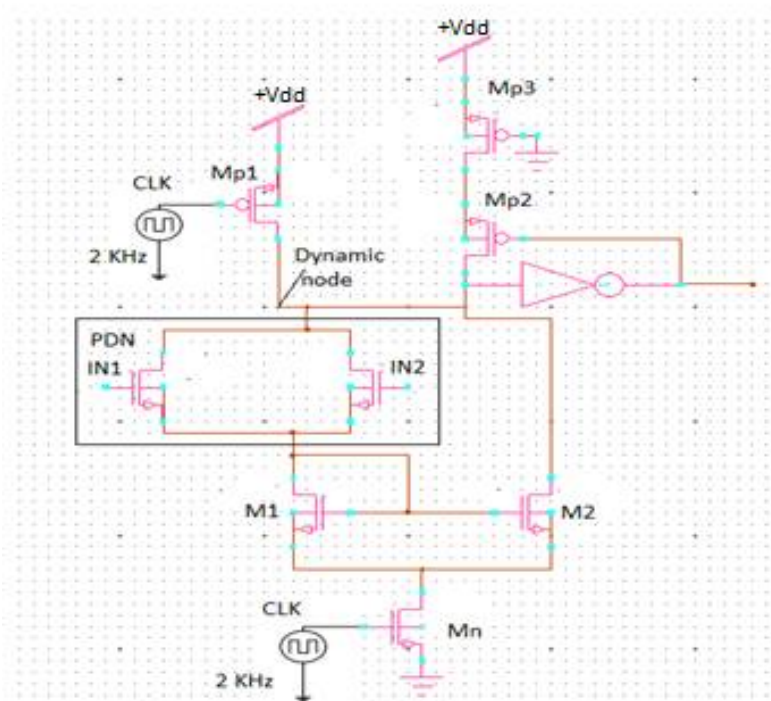 +Vdd
+Vdd
Mp3
Mp1
CLK
Mp2
2 KHz
Dynamic
node
PDN
IN1
IN2
M1
M2
CLK
Mn
2 KHz